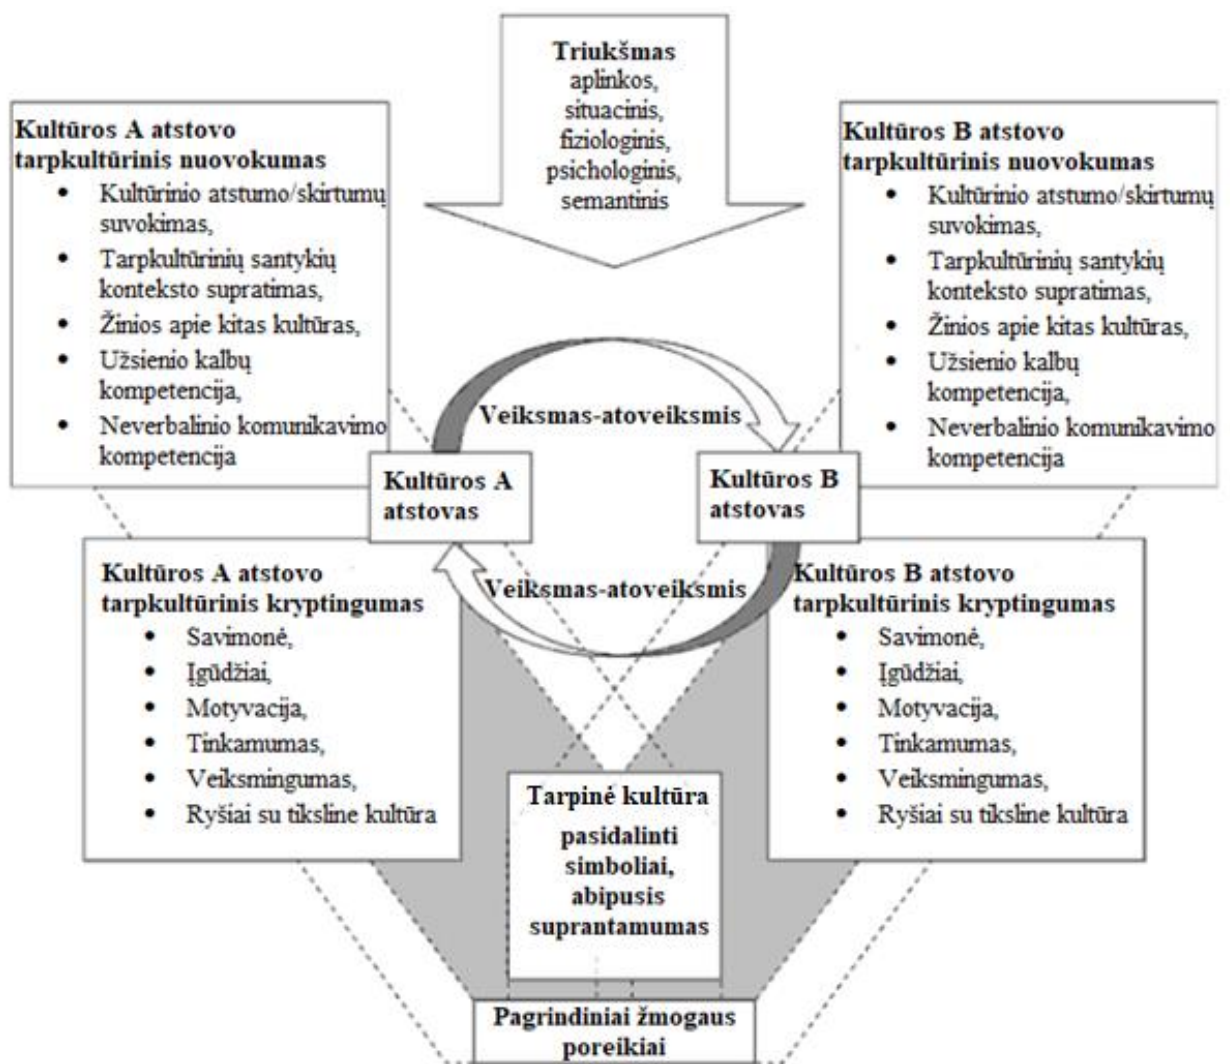 Triukšmas
aplinkos,
situacinis,
fiziologinis,
psichologinis,
semantinis
Kultūros A atstovo
tarpkultūrinis nuovokumas
• Kultūrinio atstumo/skirtumų
suvokimas,
• Tarpkultūrinių santykių
konteksto supratimas,
• Žinios apie kitas kultūras,
• Užsienio kalbų
kompetencija,
• Neverbalinio komunikavimo
kompetencija
Kultūros B atstovo
tarpkultūrinis nuovokumas
• Kultūrinio atstumo/skirtumų
suvokimas,
• Tarpkultūrinių santykių
konteksto supratimas,
• Žinios apie kitas kultūras,
• Užsienio kalbų
kompetencija,
• Neverbalinio komunikavimo
kompetencija
Veiksmas-atoveiksmis
Kultūros A
atstovas
Kultūros B
atstovas
Veiksmas-atoveiksmis
Kultūros A atstovo
tarpkultūrinis kryptingumas
• Savimonė,
• Įgūdžiai,
• Motyvacija,
• Tinkamumas,
• Veiksmingumas,
• Ryšiai su tiksline kultūra
Kultūros B atstovo
tarpkultūrinis kryptingumas
• Savimonė,
• Įgūdžiai,
• Motyvacija,
• Tinkamumas,
• Veiksmingumas,
• Ryšiai su tiksline kultūra
Tarpinė kultūra
pasidalinti
simboliai,
abipusis
suprantamumas
Pagrindiniai žmogaus
poreikiai